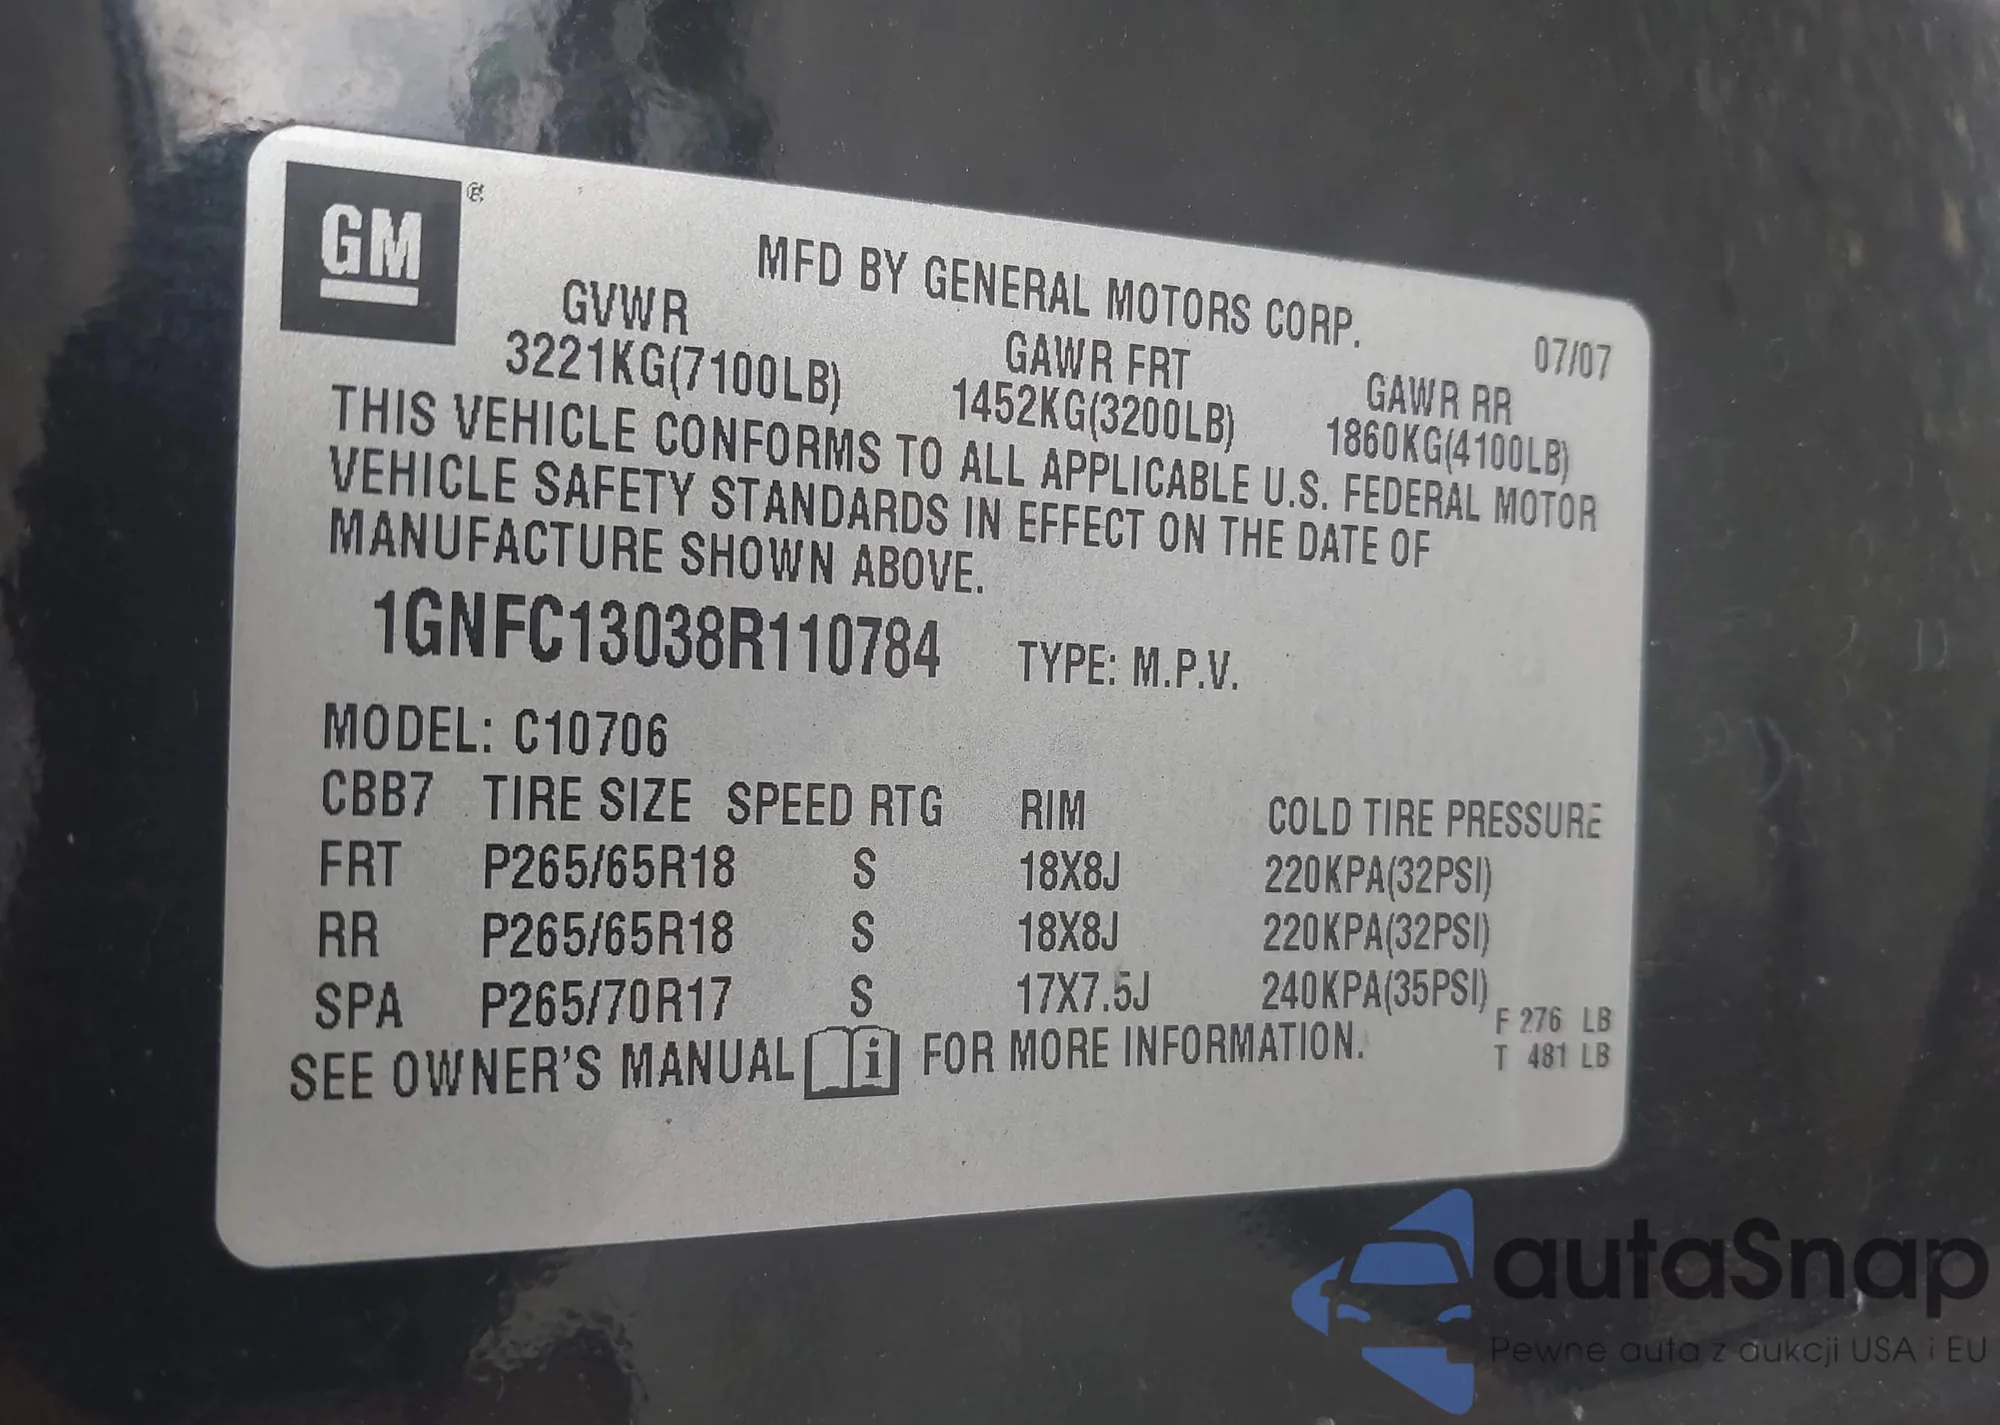 GM®
MFD BY GENERAL MOTORS CORP.
07/07
GVWR GAWR FRT GAWR RR
3221KG(7100LB) 1452KG(3200LB) 1860KG(4100LB)
THIS VEHICLE CONFORMS TO ALL APPLICABLE U.S. FEDERAL MOTOR
VEHICLE SAFETY STANDARDS IN EFFECT ON THE DATE OF
MANUFACTURE SHOWN ABOVE.
1GNFC13038R110784 TYPE: M.P.V.
MODEL: C10706
CBB7 TIRE SIZE SPEED RTG RIM COLD TIRE PRESSURE
FRT P265/65R18 S 18X8J 220KPA(32PSI)
RR P265/65R18 S 18X8J 220KPA(32PSI)
SPA P265/70R17 S 17X7.5J 240KPA(35PSI)
F 276 LB
T 481 LB
SEE OWNER'S MANUAL i FOR MORE INFORMATION.
autaSnap
Pewne auta z aukcji USA i EU